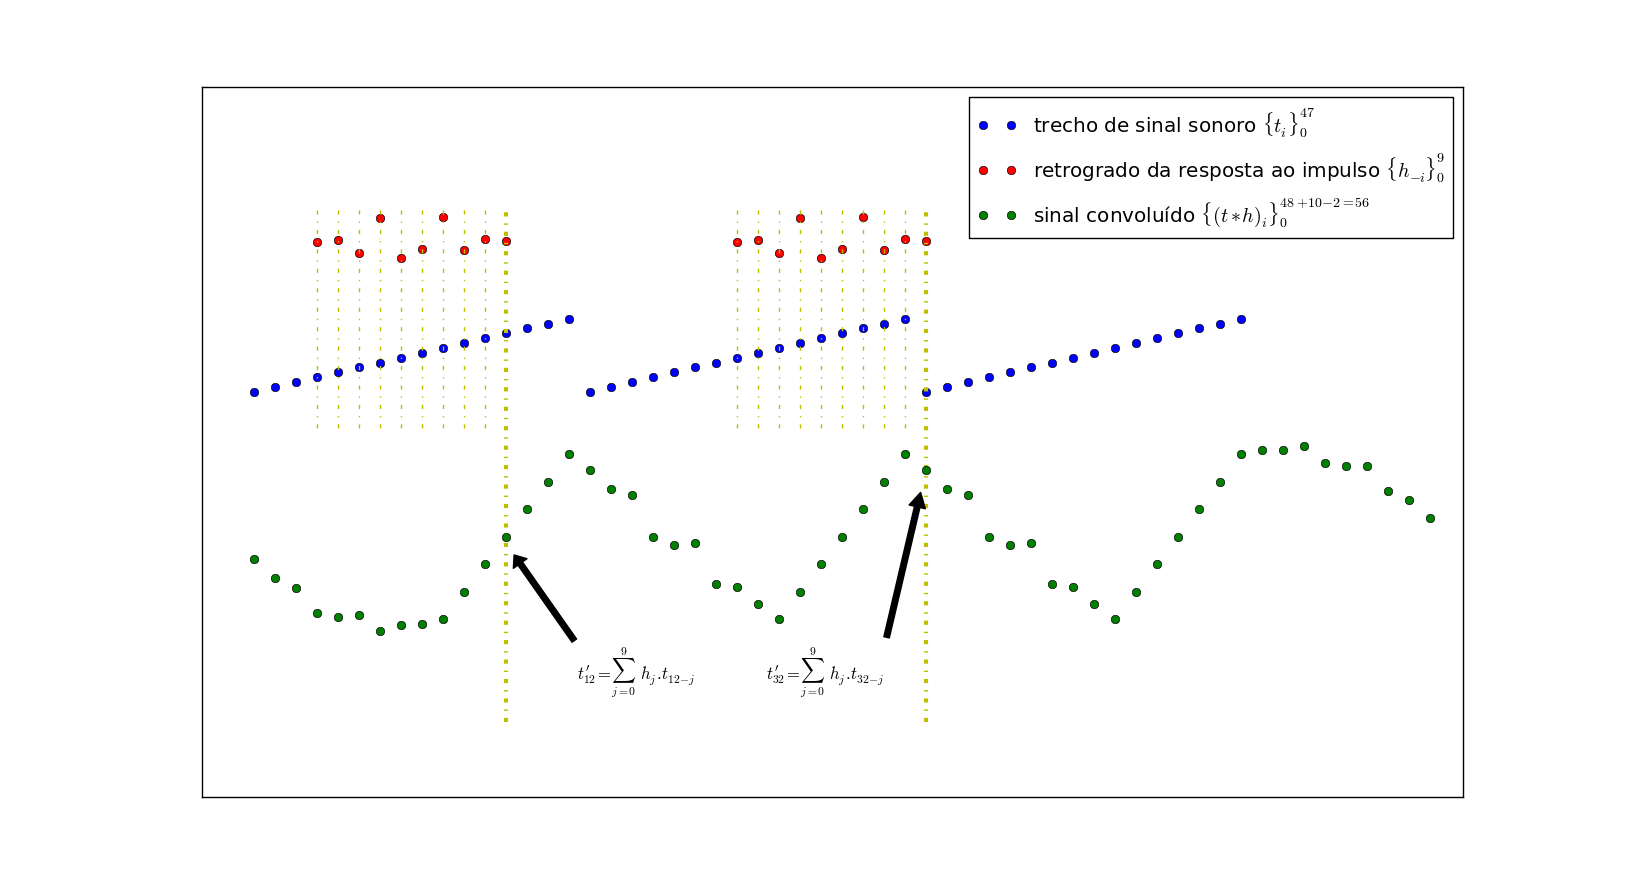 trecho de sinal sonoro $\{t_i\}_0^{47}$
retrogrado da resposta ao impulso $\{h_{-i}\}_0^{9}$
sinal convoluído $\{(t*h)_i\}_0^{48+10-2=56}$
$t'_{12}=\sum_{j=0}^{9} h_j.t_{12-j}$
$t'_{32}=\sum_{j=0}^{9} h_j.t_{32-j}$